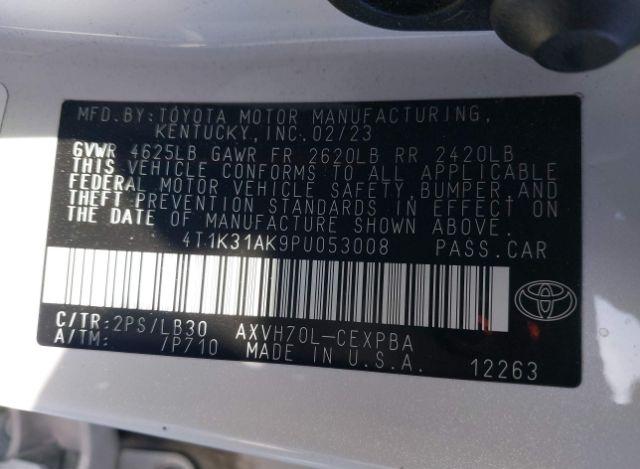 MFD.BY: TOYOTA MOTOR MANUFACTURING,
KENTUCKY, INC. 02/23
GVWR 4625LB GAWR FR 2620LB RR 2420LB
THIS VEHICLE CONFORMS TO ALL APPLICABLE
FEDERAL MOTOR VEHICLE SAFETY, BUMPER AND
THEFT PREVENTION STANDARDS IN EFFECT ON
THE DATE OF MANUFACTURE SHOWN ABOVE.
4T1K31AK9PU053008 PASS.CAR
C/TR: 2PS/LB30 AXVH70L-CEXPBA
A/TM: /P710 MADE IN U.S.A. 12263